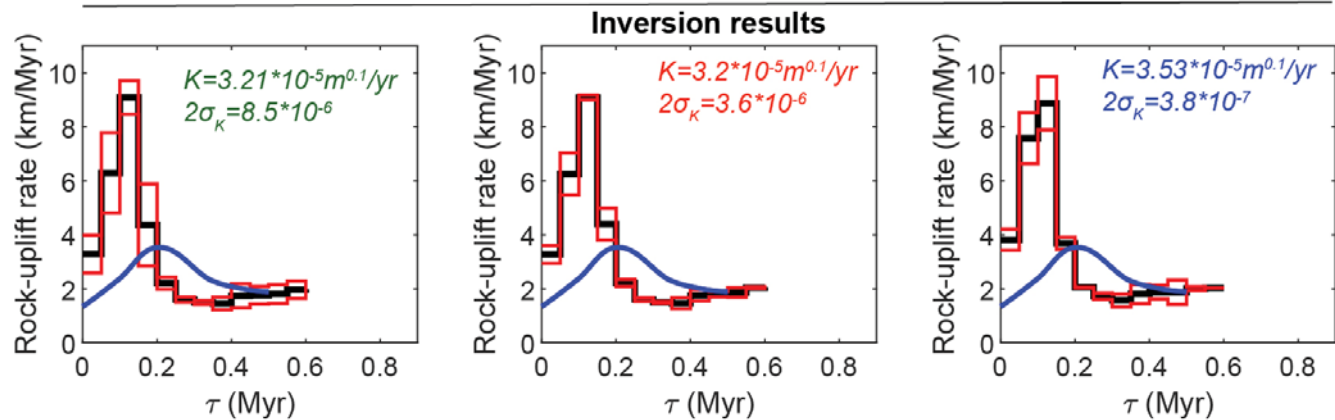 Inversion results
Rock-uplift rate (km/Myr)
10
8
6
4
2
0
K=3.21*10⁻⁵m⁰·¹/yr
2σ_K=8.5*10⁻⁶
0 0.2 0.4 0.6 0.8
τ (Myr)
Rock-uplift rate (km/Myr)
10
8
6
4
2
0
K=3.2*10⁻⁵m⁰·¹/yr
2σ_K=3.6*10⁻⁶
0 0.2 0.4 0.6 0.8
τ (Myr)
Rock-uplift rate (km/Myr)
10
8
6
4
2
0
K=3.53*10⁻⁵m⁰·¹/yr
2σ_K=3.8*10⁻⁷
0 0.2 0.4 0.6 0.8
τ (Myr)